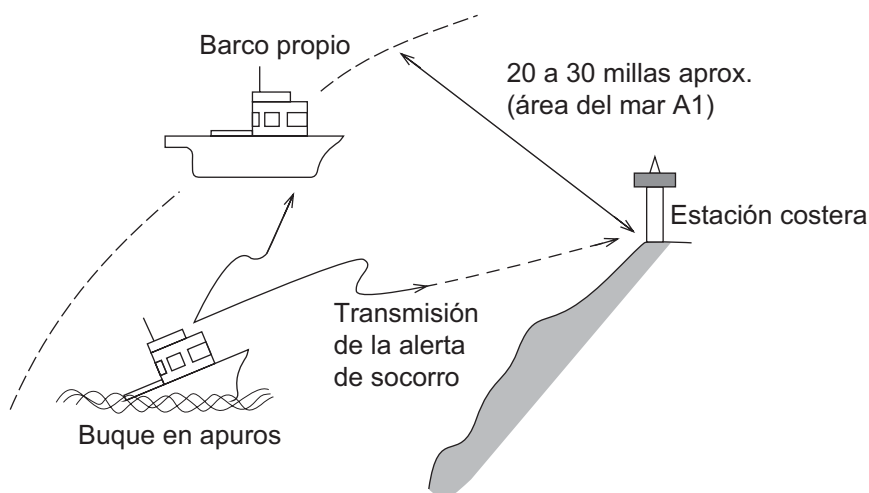 Barco propio
20 a 30 millas aprox.
(área del mar A1)
Estación costera
Transmisión
de la alerta
de socorro
Buque en apuros